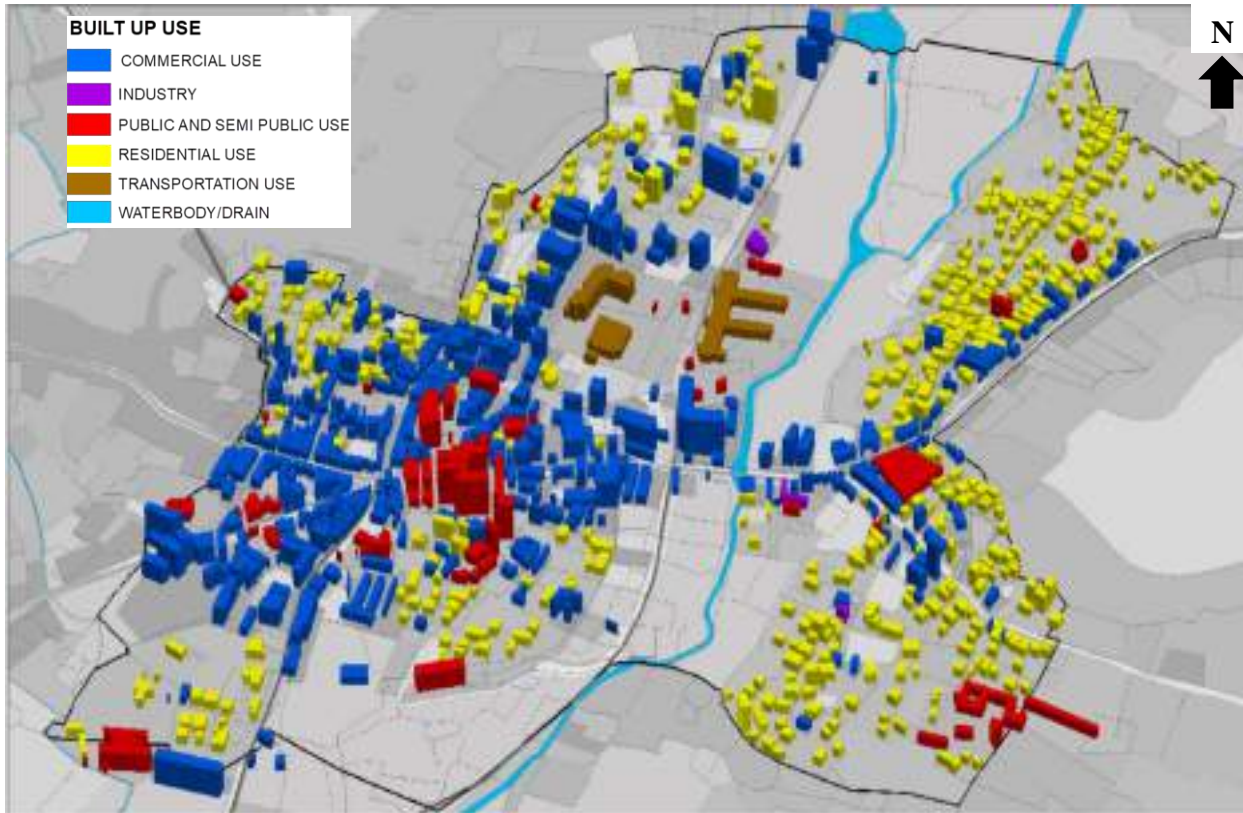 BUILT UP USE
COMMERCIAL USE
INDUSTRY
PUBLIC AND SEMI PUBLIC USE
RESIDENTIAL USE
TRANSPORTATION USE
WATERBODY/DRAIN
N